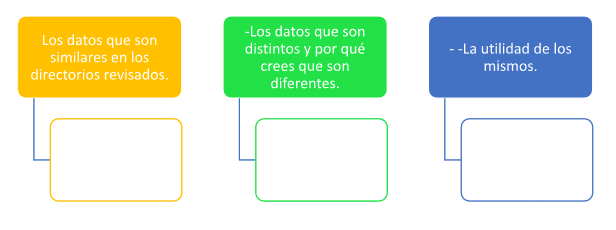 Los datos que son
similares en los
directorios revisados.
-Los datos que son
distintos y por qué
crees que son
diferentes.
- -La utilidad de los
mismos.